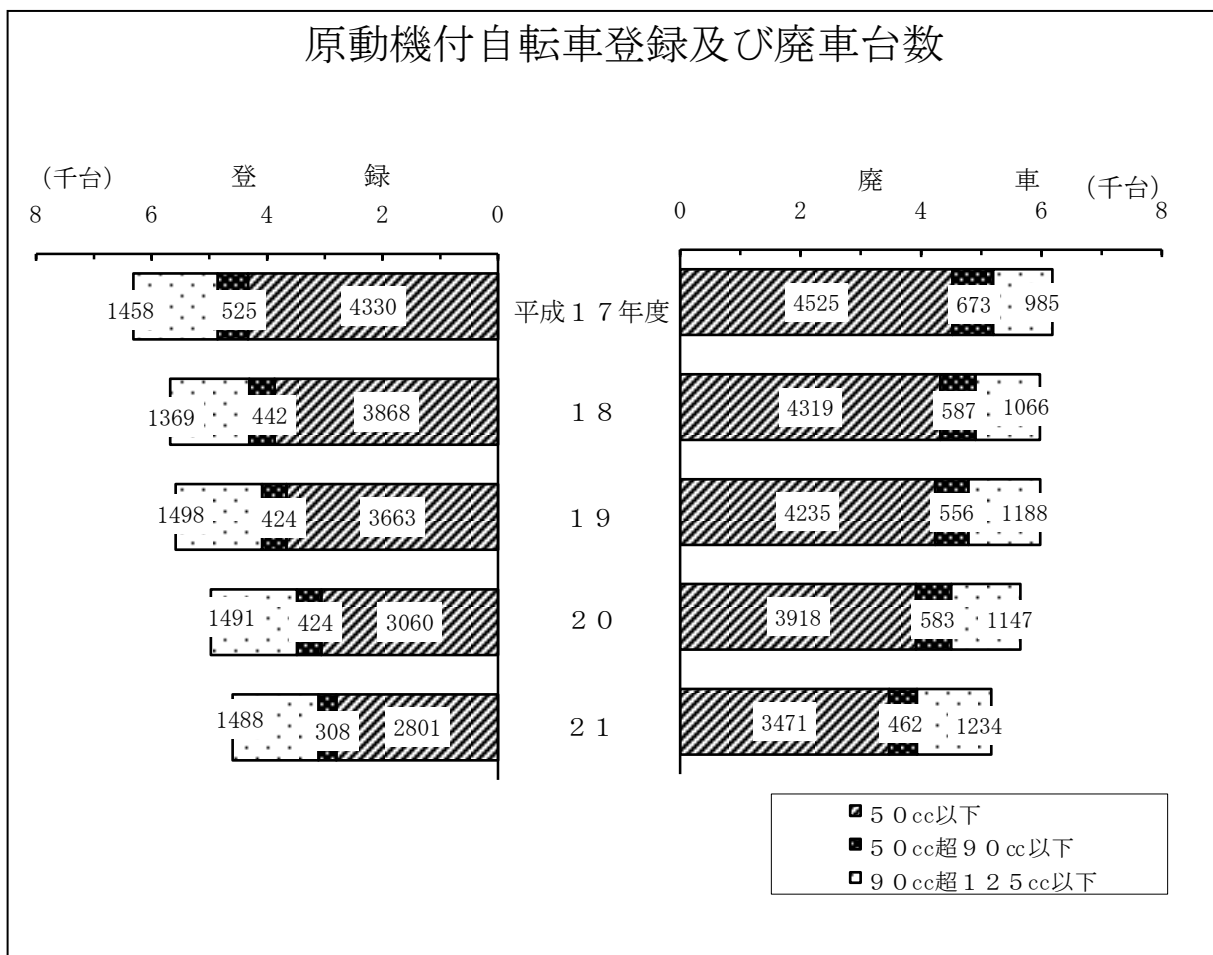 原動機付自転車登録及び廃車台数
(千台) 登 録
8 6 4 2 0
廃 車 (千台)
0 2 4 6 8
1458 525 4330 平成１７年度 4525 673 985
1369 442 3868 １８ 4319 587 1066
1498 424 3663 １９ 4235 556 1188
1491 424 3060 ２０ 3918 583 1147
1488 308 2801 ２１ 3471 462 1234
５０cc以下
５０cc超９０cc以下
９０cc超１２５cc以下